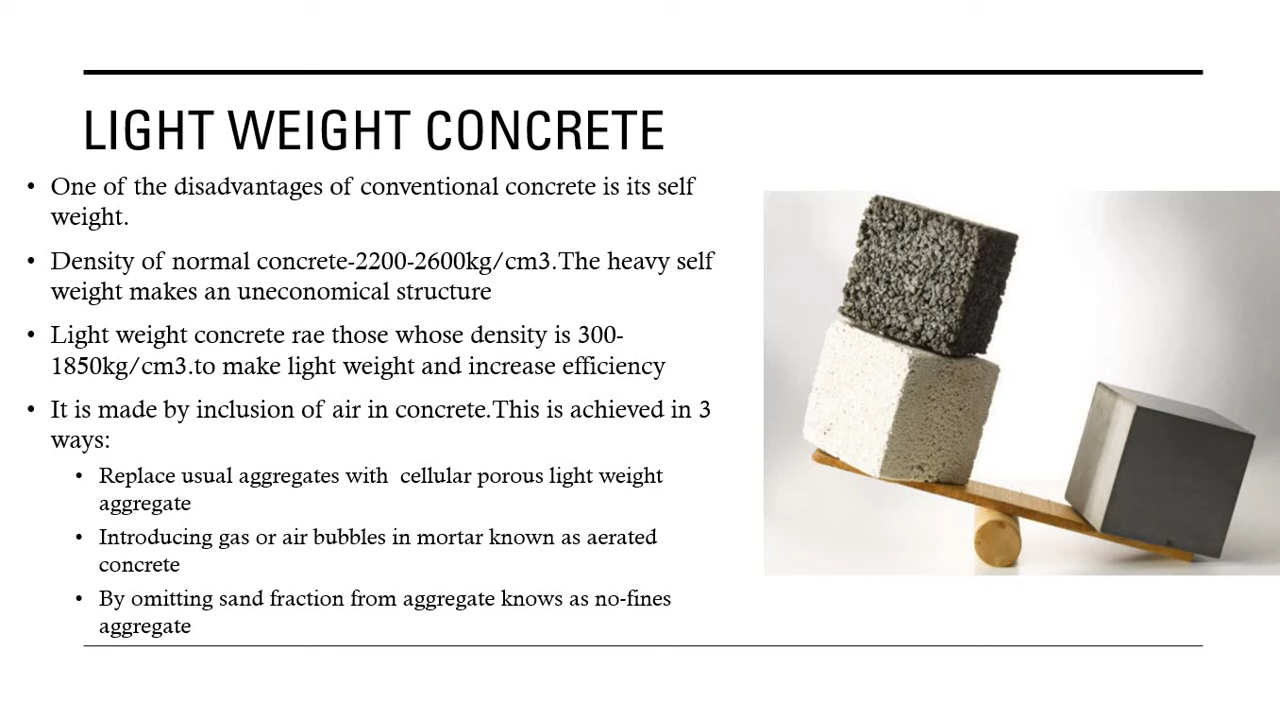 LIGHT WEIGHT CONCRETE
• One of the disadvantages of conventional concrete is its self
weight.
• Density of normal concrete-2200-2600kg/cm3.The heavy self
weight makes an uneconomical structure
• Light weight concrete rae those whose density is 300-
1850kg/cm3.to make light weight and increase efficiency
• It is made by inclusion of air in concrete.This is achieved in 3
ways:
• Replace usual aggregates with  cellular porous light weight
aggregate
• Introducing gas or air bubbles in mortar known as aerated
concrete
• By omitting sand fraction from aggregate knows as no-fines
aggregate